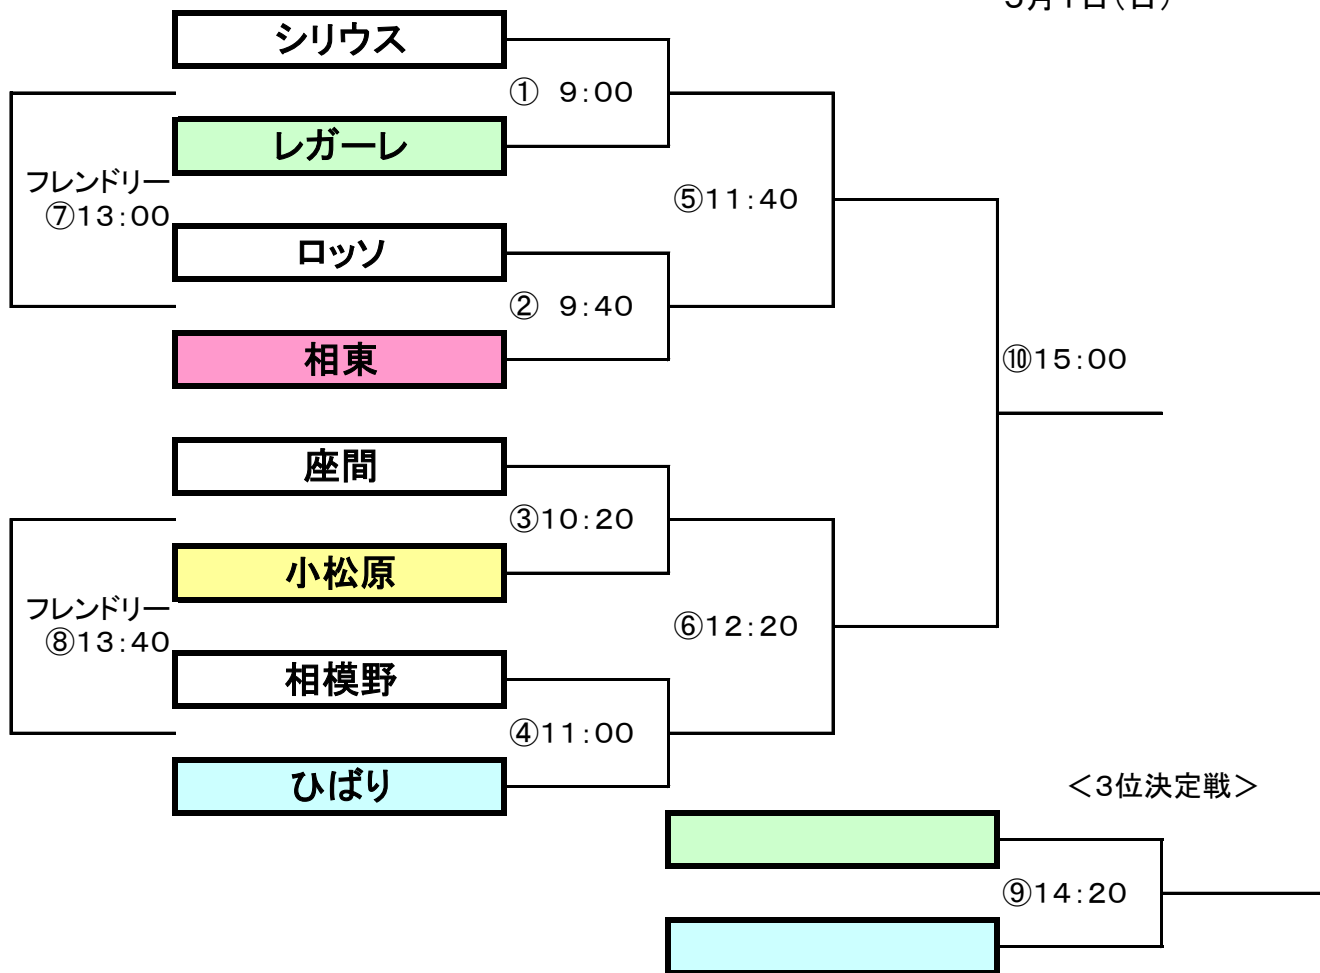 シリウス
① 9:00
レガーレ
フレンドリー
⑦13:00
⑤11:40
ロッソ
② 9:40
相東
⑩15:00
座間
③10:20
小松原
フレンドリー
⑧13:40
⑥12:20
相模野
④11:00
ひばり
＜3位決定戦＞
⑨14:20